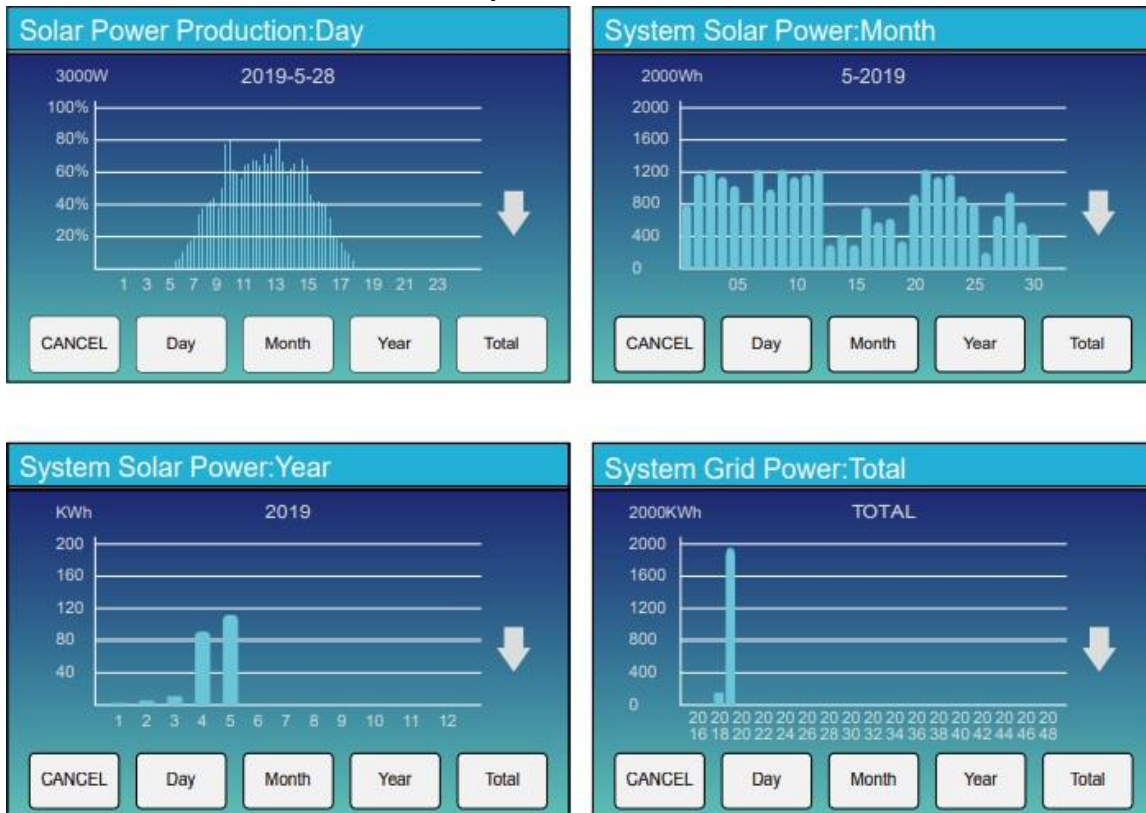 Solar Power Production:Day
3000W 2019-5-28
100%
80%
60%
40%
20%
1 3 5 7 9 11 13 15 17 19 21 23
CANCEL Day Month Year Total
System Solar Power:Month
2000Wh 5-2019
2000
1600
1200
800
400
0
05 10 15 20 25 30
CANCEL Day Month Year Total
System Solar Power:Year
KWh 2019
200
160
120
80
40
1 2 3 4 5 6 7 8 9 10 11 12
CANCEL Day Month Year Total
System Grid Power:Total
2000KWh TOTAL
2000
1600
1200
800
400
0
20 20 20 20 20 20 20 20 20 20 20 20 20 20 20 20 20
16 18 20 22 24 26 28 30 32 34 36 38 40 42 44 46 48
CANCEL Day Month Year Total